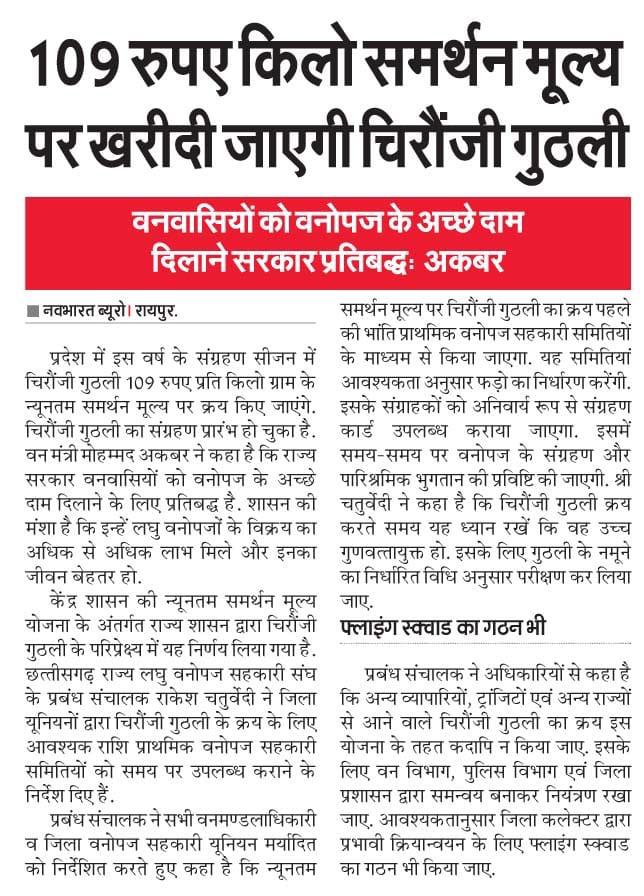 109 रुपए किलो समर्थन मूल्य
पर खरीदी जाएगी चिरौंजी गुठली
वनवासियों को वनोपज के अच्छे दाम
दिलाने सरकार प्रतिबद्धः अकबर
नवभारत ब्यूरो। रायपुर.
प्रदेश में इस वर्ष के संग्रहण सीजन में
चिरौंजी गुठली 109 रुपए प्रति किलो ग्राम के
न्यूनतम समर्थन मूल्य पर क्रय किए जाएंगे.
चिरौंजी गुठली का संग्रहण प्रारंभ हो चुका है.
वन मंत्री मोहम्मद अकबर ने कहा है कि राज्य
सरकार वनवासियों को वनोपज के अच्छे
दाम दिलाने के लिए प्रतिबद्ध है. शासन की
मंशा है कि इन्हें लघु वनोपजों के विक्रय का
अधिक से अधिक लाभ मिले और इनका
जीवन बेहतर हो.
केंद्र शासन की न्यूनतम समर्थन मूल्य
योजना के अंतर्गत राज्य शासन द्वारा चिरौंजी
गुठली के परिप्रेक्ष्य में यह निर्णय लिया गया है.
छत्तीसगढ़ राज्य लघु वनोपज सहकारी संघ
के प्रबंध संचालक राकेश चतुर्वेदी ने जिला
यूनियनों द्वारा चिरौंजी गुठली के क्रय के लिए
आवश्यक राशि प्राथमिक वनोपज सहकारी
समितियों को समय पर उपलब्ध कराने के
निर्देश दिए हैं.
प्रबंध संचालक ने सभी वनमण्डलाधिकारी
व जिला वनोपज सहकारी यूनियन मर्यादित
को निर्देशित करते हुए कहा है कि न्यूनतम
समर्थन मूल्य पर चिरौंजी गुठली का क्रय पहले
की भांति प्राथमिक वनोपज सहकारी समितियों
के माध्यम से किया जाएगा. यह समितियां
आवश्यकता अनुसार फड़ो का निर्धारण करेंगी.
इसके संग्राहकों को अनिवार्य रूप से संग्रहण
कार्ड उपलब्ध कराया जाएगा. इसमें
समय-समय पर वनोपज के संग्रहण और
पारिश्रमिक भुगतान की प्रविष्टि की जाएगी. श्री
चतुर्वेदी ने कहा है कि चिरौंजी गुठली क्रय
करते समय यह ध्यान रखें कि वह उच्च
गुणवत्तायुक्त हो. इसके लिए गुठली के नमूने
का निर्धारित विधि अनुसार परीक्षण कर लिया
जाए.
फ्लाइंग स्क्वाड का गठन भी
प्रबंध संचालक ने अधिकारियों से कहा है
कि अन्य व्यापारियों, ट्रांजिटों एवं अन्य राज्यों
से आने वाले चिरौंजी गुठली का क्रय इस
योजना के तहत कदापि न किया जाए. इसके
लिए वन विभाग, पुलिस विभाग एवं जिला
प्रशासन द्वारा समन्वय बनाकर नियंत्रण रखा
जाए. आवश्यकतानुसार जिला कलेक्टर द्वारा
प्रभावी क्रियान्वयन के लिए फ्लाइंग स्क्वाड
का गठन भी किया जाए.